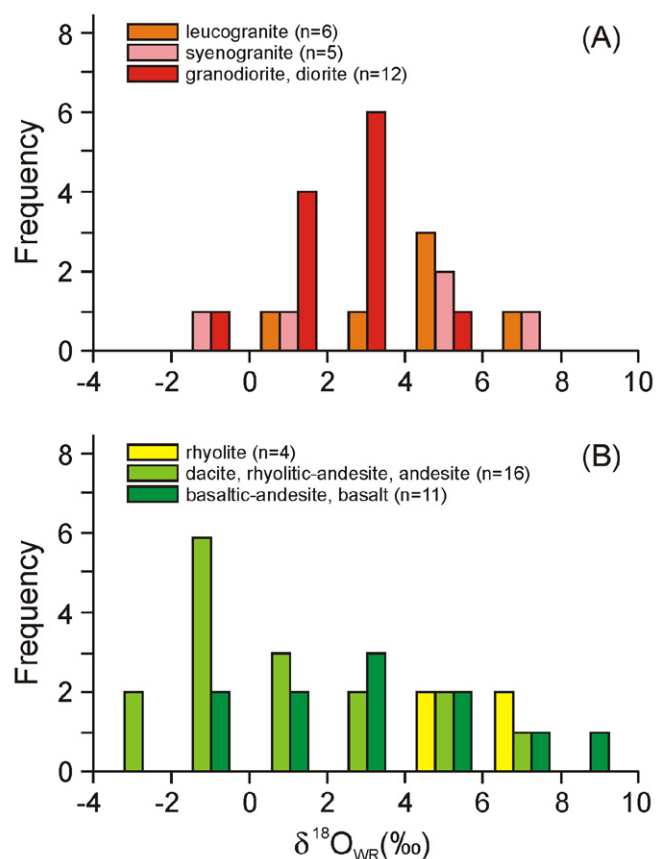 (A)
leucogranite (n=6)
syenogranite (n=5)
granodiorite, diorite (n=12)
Frequency
8
6
4
2
0
-4 -2 0 2 4 6 8 10
(B)
rhyolite (n=4)
dacite, rhyolitic-andesite, andesite (n=16)
basaltic-andesite, basalt (n=11)
Frequency
8
6
4
2
0
-4 -2 0 2 4 6 8 10
δ¹⁸O_WR(‰)